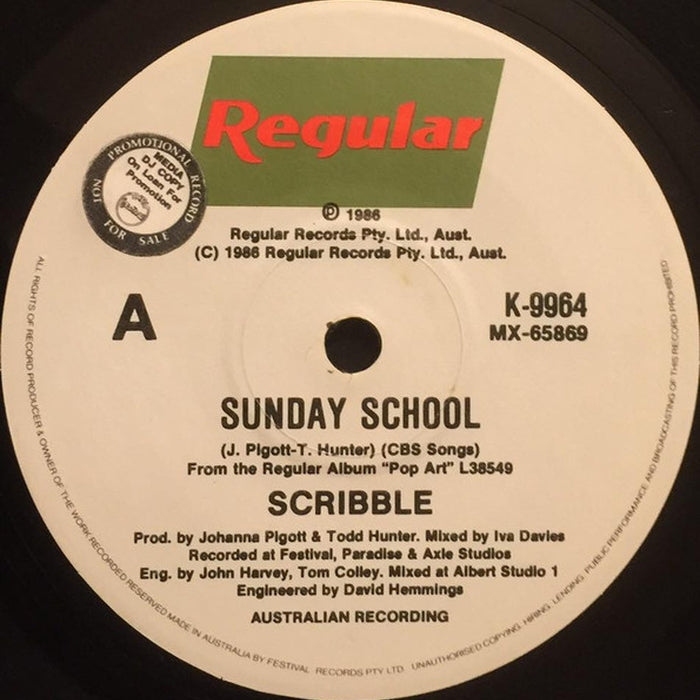 Regular
PROMOTIONAL RECORD
MEDIA
DJ COPY
On Loan For
Promotion
NOT FOR SALE
℗ 1986
Regular Records Pty. Ltd., Aust.
(C) 1986 Regular Records Pty. Ltd., Aust.
A
K-9964
MX-65869
SUNDAY SCHOOL
(J. Pigott-T. Hunter) (CBS Songs)
From the Regular Album "Pop Art" L38549
SCRIBBLE
Prod. by Johanna Pigott & Todd Hunter. Mixed by Iva Davies
Recorded at Festival, Paradise & Axle Studios
Eng. by John Harvey, Tom Colley. Mixed at Albert Studio 1
Engineered by David Hemmings
AUSTRALIAN RECORDING
ALL RIGHTS OF RECORD PRODUCER & OWNER OF THE WORK RECORDED RESERVED MADE IN AUSTRALIA BY FESTIVAL RECORDS PTY LTD. UNAUTHORISED COPYING, HIRING, LENDING, PUBLIC PERFORMANCE AND BROADCASTING OF THIS RECORD PROHIBITED